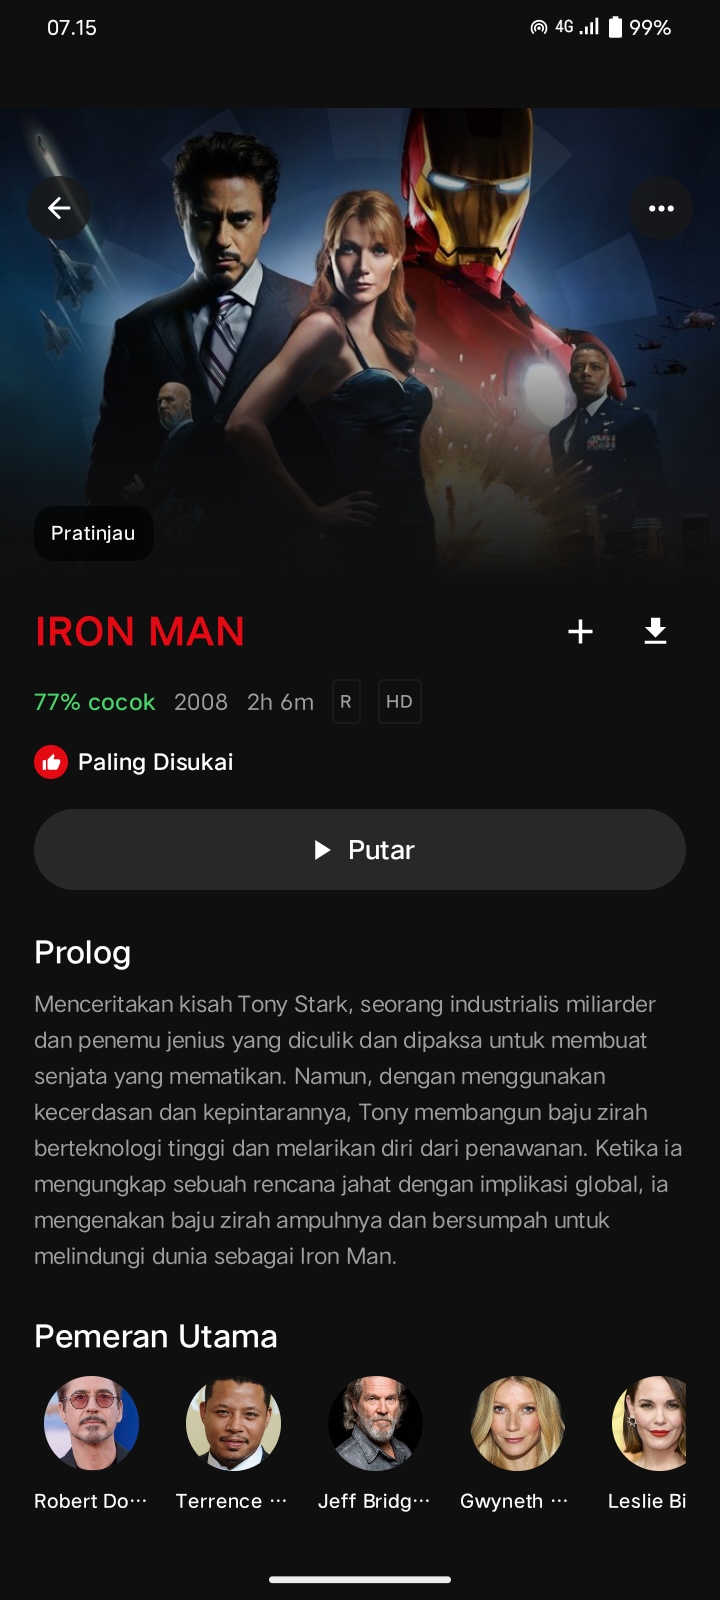 07.15
4G
99%
Pratinjau
IRON MAN
77% cocok 2008 2h 6m R HD
Paling Disukai
Putar
Prolog
Menceritakan kisah Tony Stark, seorang industrialis miliarder
dan penemu jenius yang diculik dan dipaksa untuk membuat
senjata yang mematikan. Namun, dengan menggunakan
kecerdasan dan kepintarannya, Tony membangun baju zirah
berteknologi tinggi dan melarikan diri dari penawanan. Ketika ia
mengungkap sebuah rencana jahat dengan implikasi global, ia
mengenakan baju zirah ampuhnya dan bersumpah untuk
melindungi dunia sebagai Iron Man.
Pemeran Utama
Robert Do… Terrence … Jeff Bridg… Gwyneth … Leslie Bi